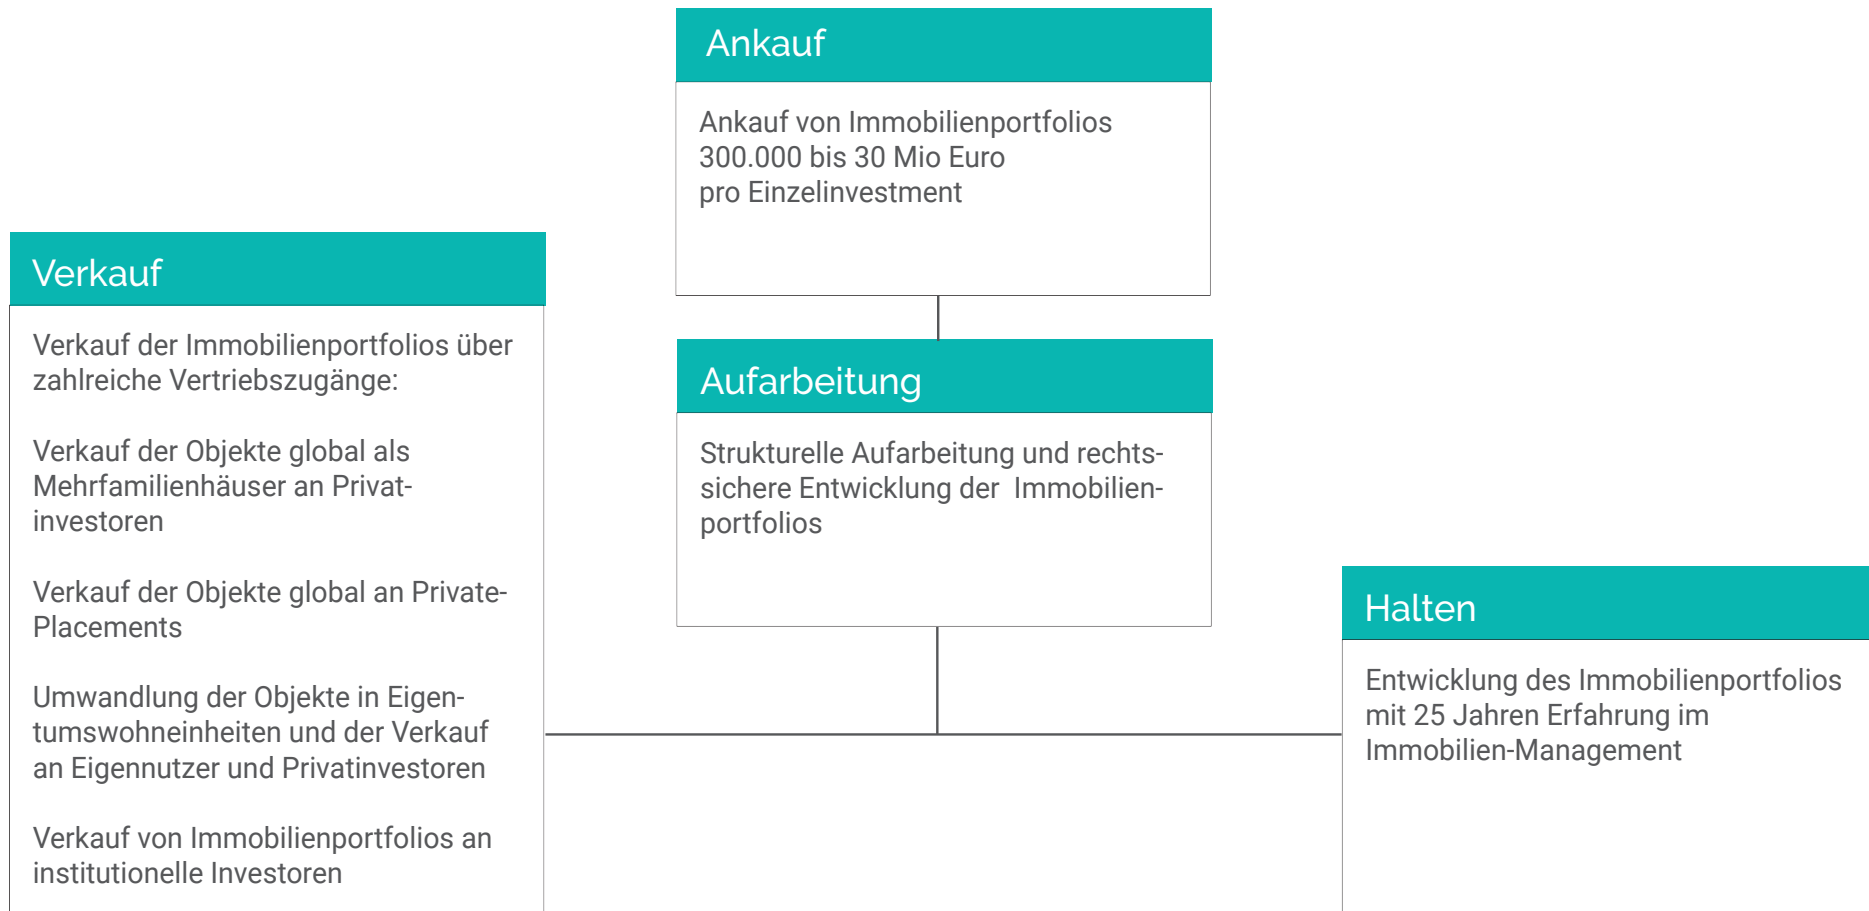 Ankauf
Ankauf von Immobilienportfolios
300.000 bis 30 Mio Euro
pro Einzelinvestment
Verkauf
Verkauf der Immobilienportfolios über
zahlreiche Vertriebszugänge:
Verkauf der Objekte global als
Mehrfamilienhäuser an Privat-
investoren
Verkauf der Objekte global an Private-
Placements
Umwandlung der Objekte in Eigen-
tumswohneinheiten und der Verkauf
an Eigennutzer und Privatinvestoren
Verkauf von Immobilienportfolios an
institutionelle Investoren
Aufarbeitung
Strukturelle Aufarbeitung und rechts-
sichere Entwicklung der  Immobilien-
portfolios
Halten
Entwicklung des Immobilienportfolios
mit 25 Jahren Erfahrung im
Immobilien-Management